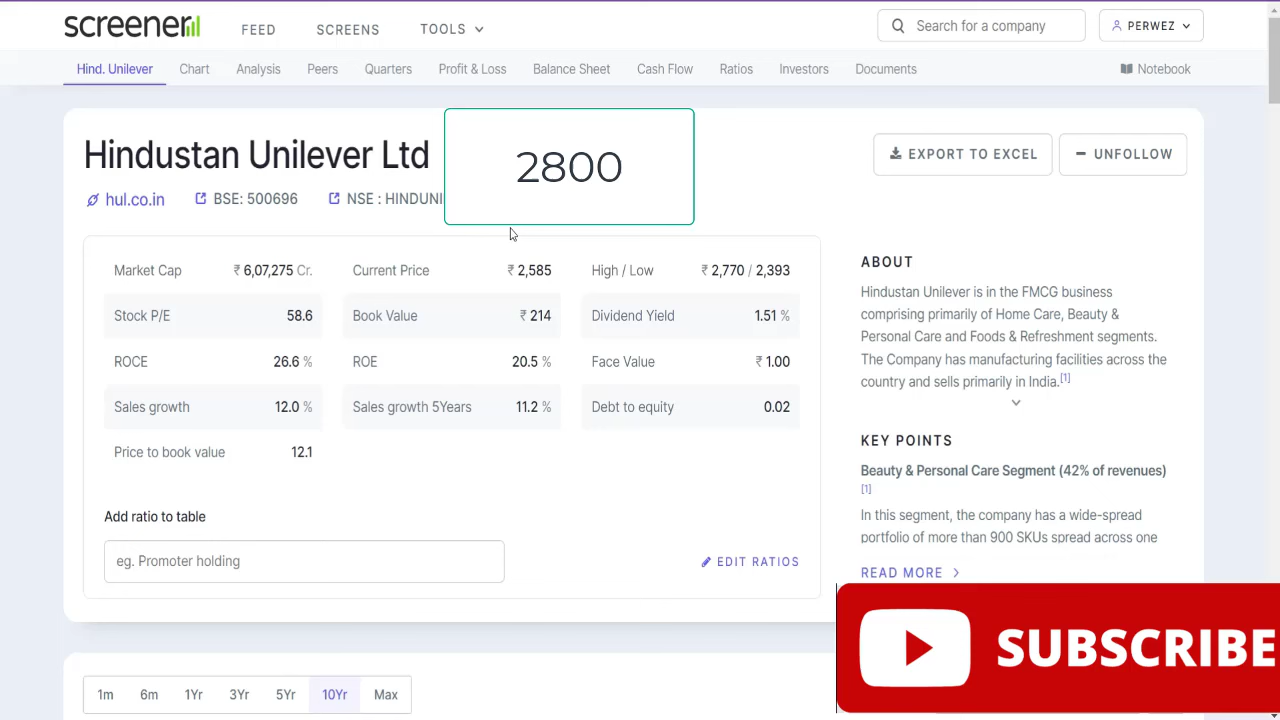 screener FEED SCREENS TOOLS Search for a company PERWEZ
Hind. Unilever Chart Analysis Peers Quarters Profit & Loss Balance Sheet Cash Flow Ratios Investors Documents Notebook
Hindustan Unilever Ltd
2800
EXPORT TO EXCEL UNFOLLOW
hul.co.in BSE: 500696 NSE : HINDUNI
Market Cap ₹ 6,07,275 Cr. Current Price ₹ 2,585 High / Low ₹ 2,770 / 2,393
Stock P/E 58.6 Book Value ₹ 214 Dividend Yield 1.51 %
ROCE 26.6 % ROE 20.5 % Face Value ₹ 1.00
Sales growth 12.0 % Sales growth 5Years 11.2 % Debt to equity 0.02
Price to book value 12.1
Add ratio to table
eg. Promoter holding EDIT RATIOS
ABOUT
Hindustan Unilever is in the FMCG business
comprising primarily of Home Care, Beauty &
Personal Care and Foods & Refreshment segments.
The Company has manufacturing facilities across the
country and sells primarily in India.[1]
KEY POINTS
Beauty & Personal Care Segment (42% of revenues)
[1]
In this segment, the company has a wide-spread
portfolio of more than 900 SKUs spread across one
READ MORE
SUBSCRIBE
1m 6m 1Yr 3Yr 5Yr 10Yr Max